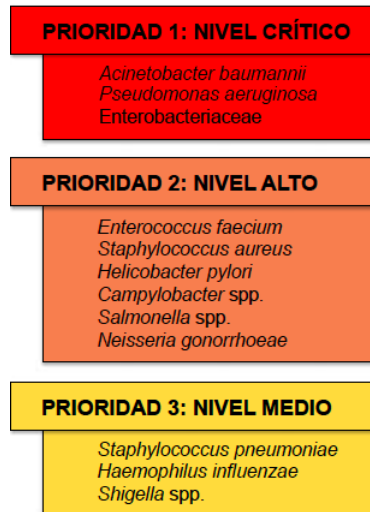 PRIORIDAD 1: NIVEL CRÍTICO
Acinetobacter baumannii
Pseudomonas aeruginosa
Enterobacteriaceae
PRIORIDAD 2: NIVEL ALTO
Enterococcus faecium
Staphylococcus aureus
Helicobacter pylori
Campylobacter spp.
Salmonella spp.
Neisseria gonorrhoeae
PRIORIDAD 3: NIVEL MEDIO
Staphylococcus pneumoniae
Haemophilus influenzae
Shigella spp.